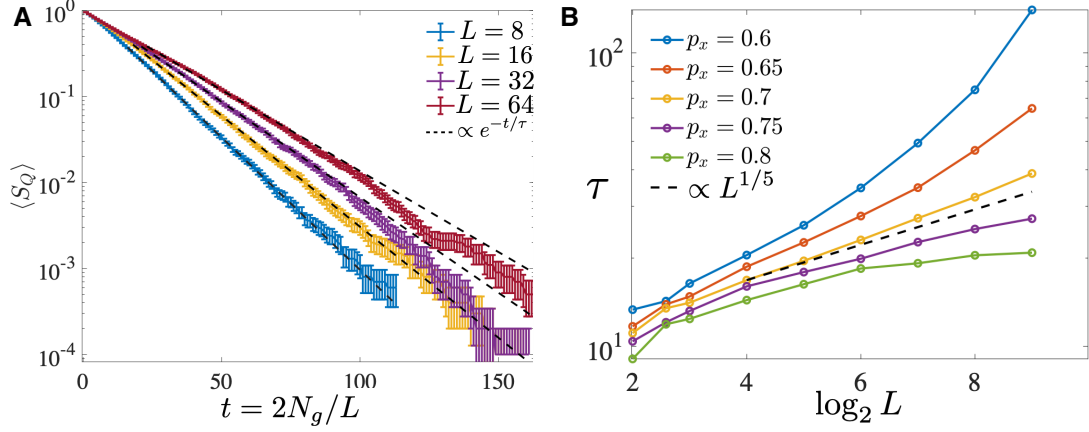 A
10^0
10^-1
10^-2
10^-3
10^-4
⟨S_Q⟩
0
50
100
150
t = 2N_g/L
L = 8
L = 16
L = 32
L = 64
∝ e^{-t/τ}
B
10^2
10^1
τ
2
4
6
8
log_2 L
p_x = 0.6
p_x = 0.65
p_x = 0.7
p_x = 0.75
p_x = 0.8
∝ L^{1/5}